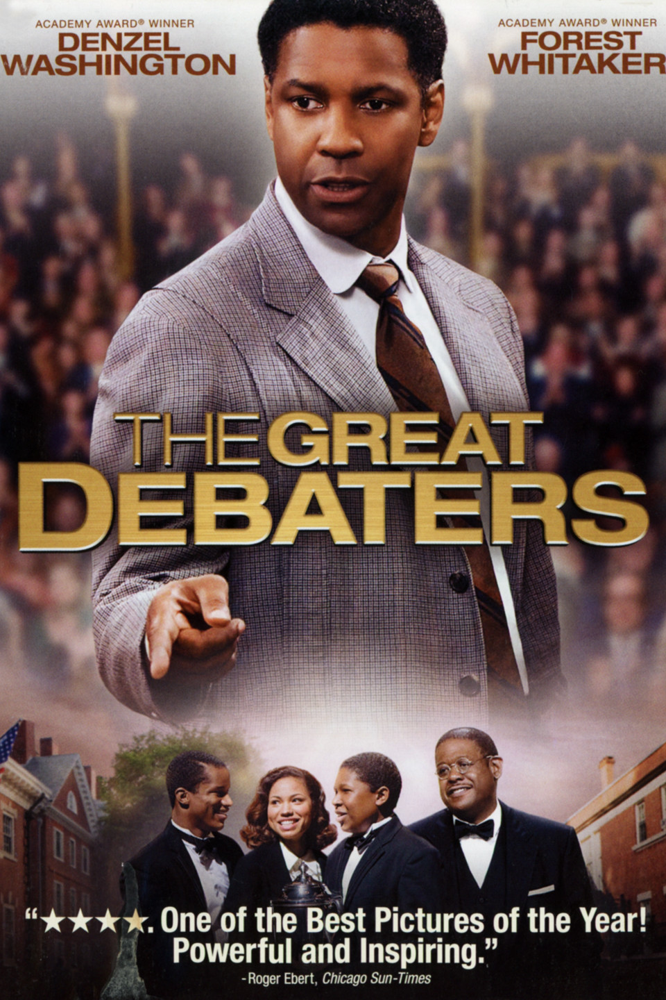 ACADEMY AWARD® WINNER
DENZEL
WASHINGTON
ACADEMY AWARD® WINNER
FOREST
WHITAKER
THE GREAT
DEBATERS
“★★★★. One of the Best Pictures of the Year!
Powerful and Inspiring.”
-Roger Ebert, Chicago Sun-Times